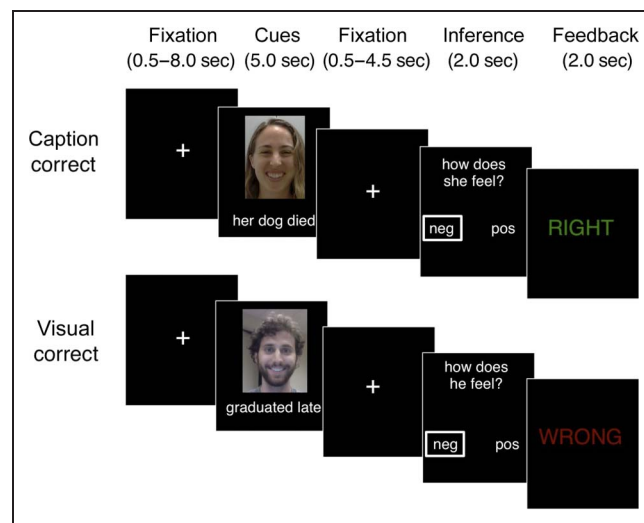 Fixation Cues Fixation Inference Feedback
(0.5–8.0 sec) (5.0 sec) (0.5–4.5 sec) (2.0 sec) (2.0 sec)
Caption
correct
+
her dog died
+
how does
she feel?
neg pos
RIGHT
Visual
correct
+
graduated late
+
how does
he feel?
neg pos
WRONG